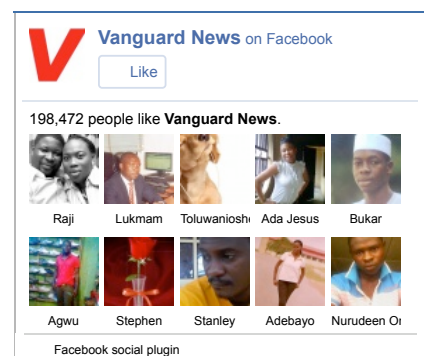 Vanguard News on Facebook
Like
198,472 people like Vanguard News.
Raji Lukmam Toluwaniosh Ada Jesus Bukar
Agwu Stephen Stanley Adebayo Nurudeen Or
Facebook social plugin